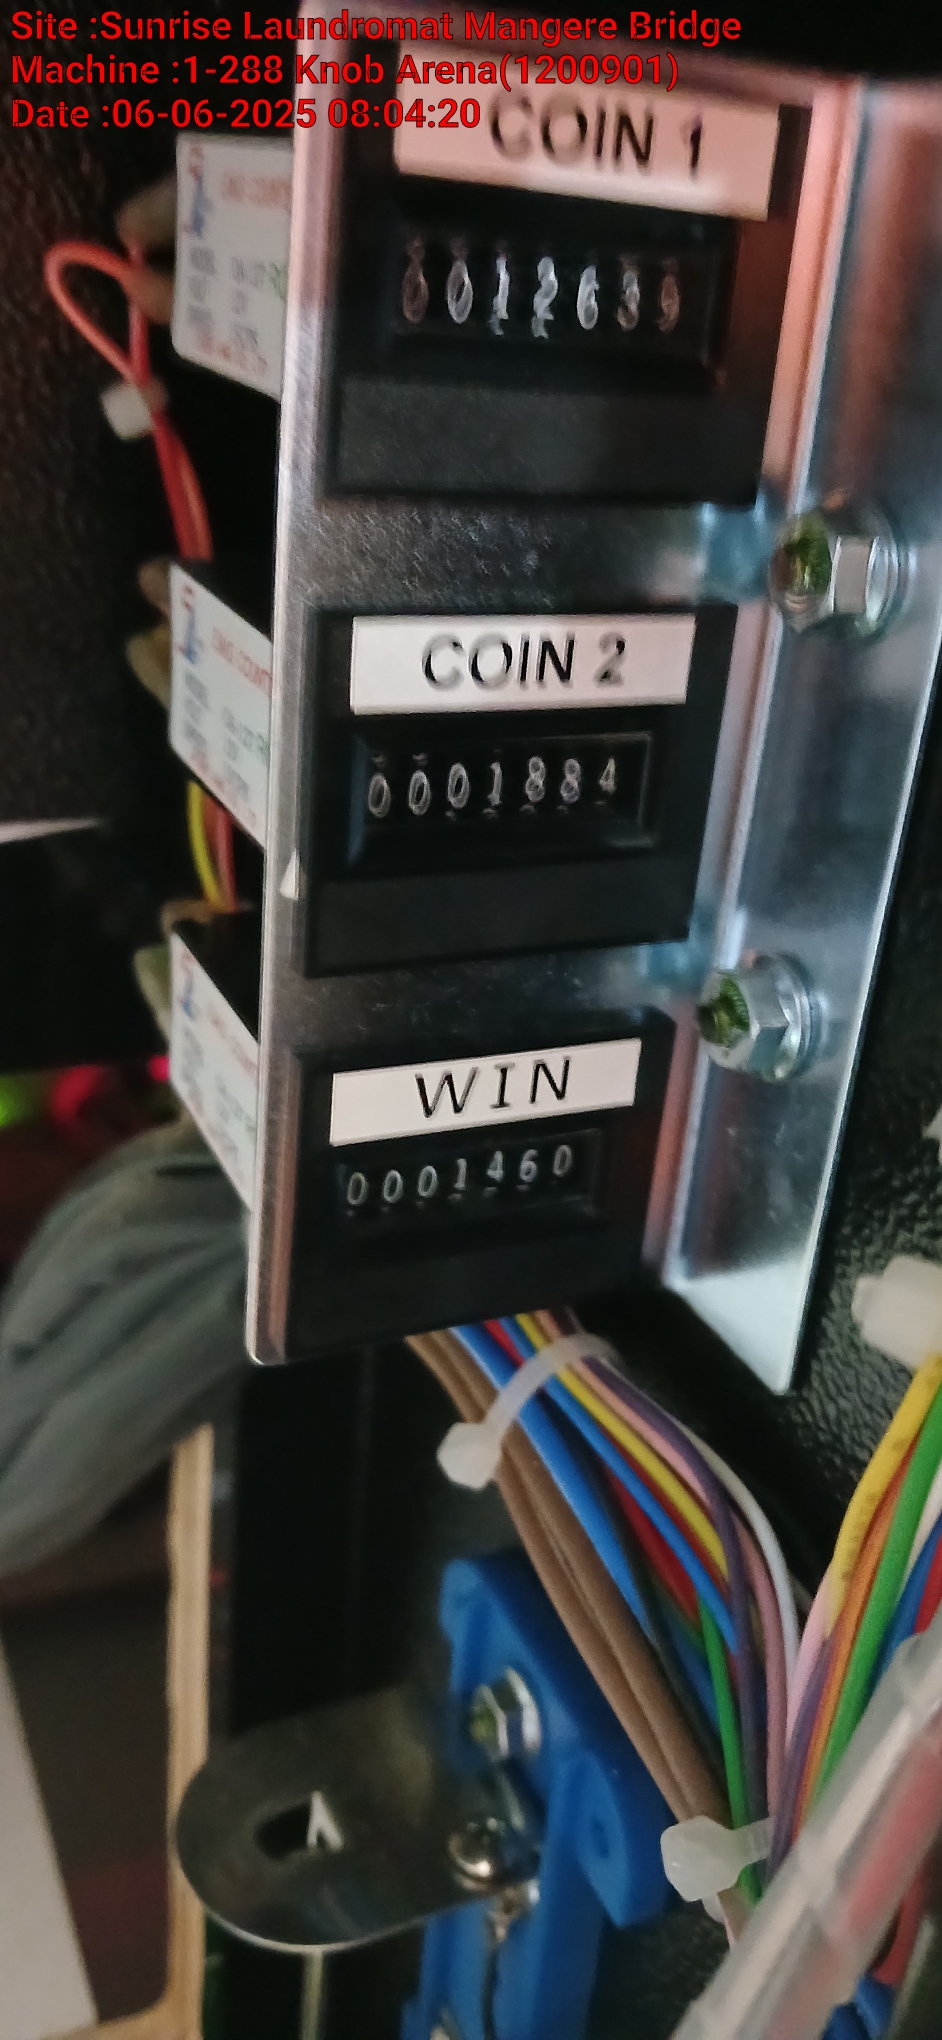 Site :Sunrise Laundromat Mangere Bridge
Machine :1-288 Knob Arena(1200901)
Date :06-06-2025 08:04:20
COIN 1
0012639
COIN 2
0001884
WIN
0001460